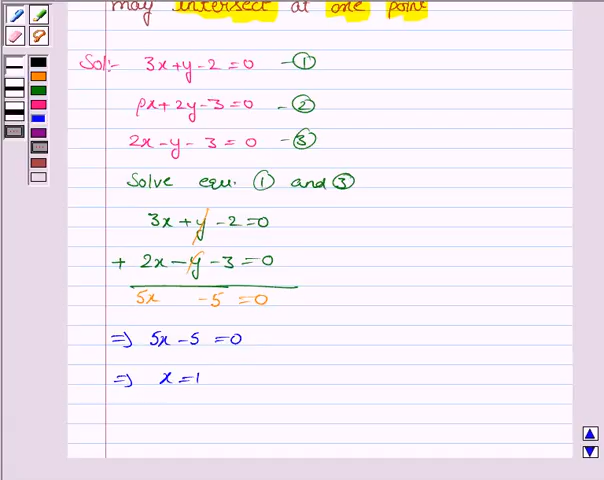 may intersect at one point
Sol:- 3x+y-2=0 -①
px+2y-3=0 -②
2x-y-3=0 -③
Solve equ. ① and ③
3x+y-2=0
+ 2x-y-3=0
5x -5=0
=> 5x-5=0
=> x=1